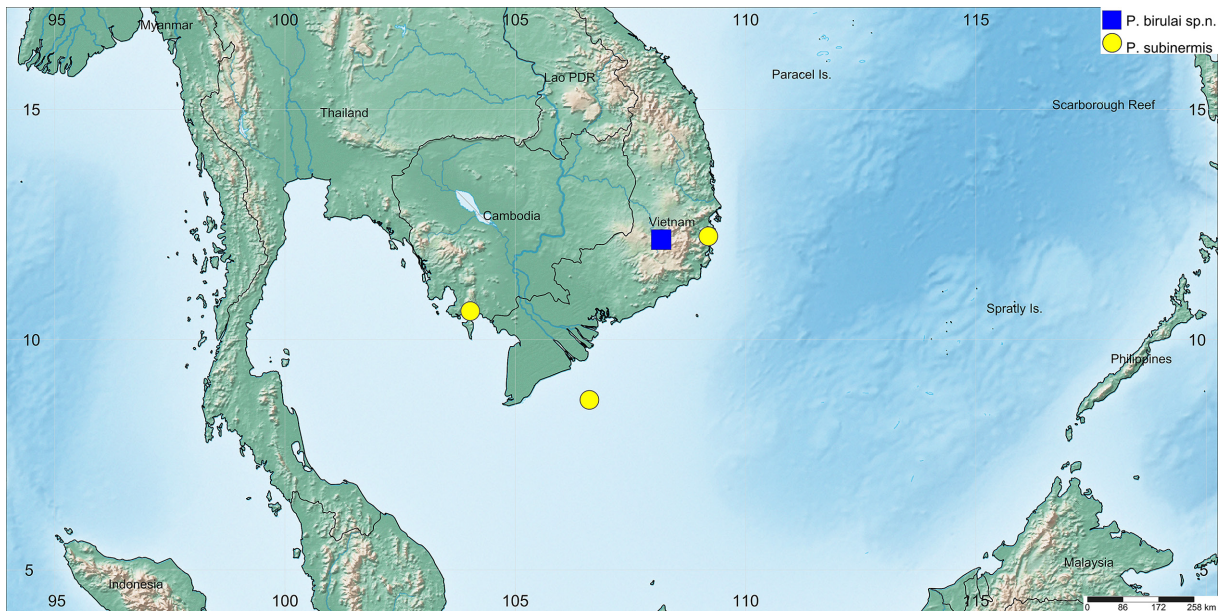 95 100 105 110 115
P. birulai sp.n.
P. subinermis
Myanmar
Lao PDR
Paracel Is.
15 Thailand Scarborough Reef 15
Cambodia Vietnam
Spratly Is.
10 10
Philippines
5 5
Indonesia Malaysia
95 100 105 110 115
0 86 172 258 km